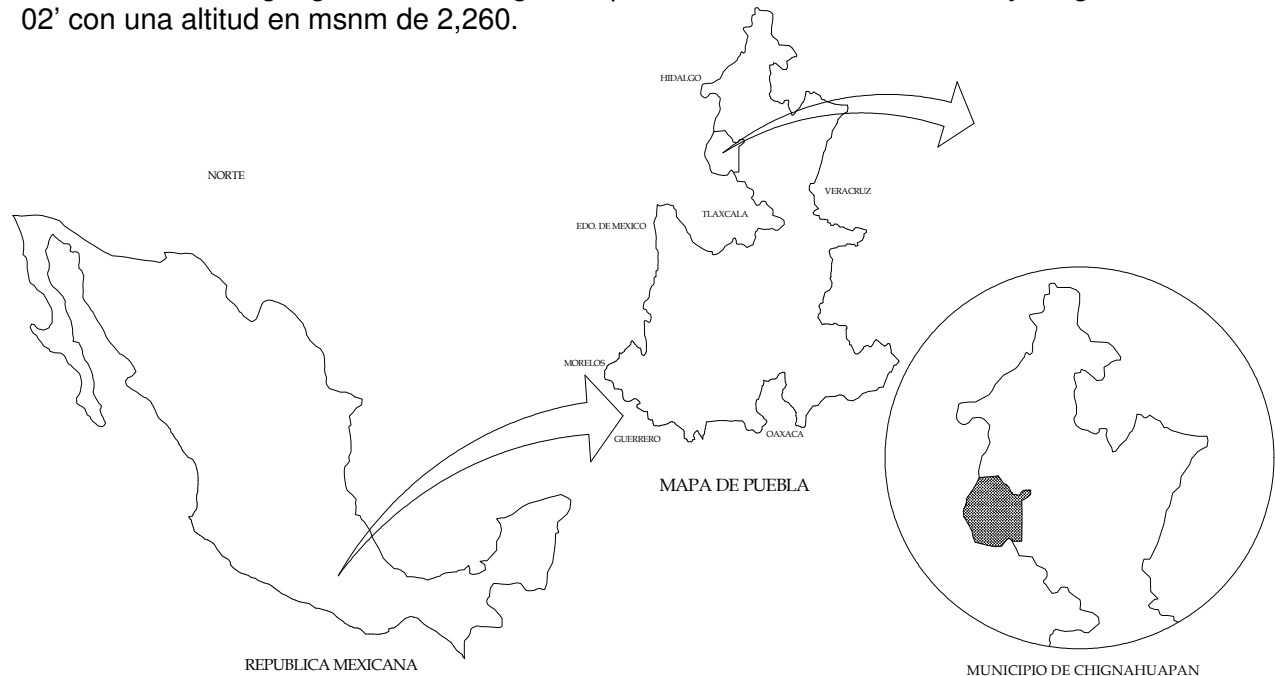 02’ con una altitud en msnm de 2,260.
HIDALGO
NORTE
VERACRUZ
TLAXCALA
EDO. DE MEXICO
MORELOS
GUERRERO
OAXACA
MAPA DE PUEBLA
REPUBLICA MEXICANA
MUNICIPIO DE CHIGNAHUAPAN